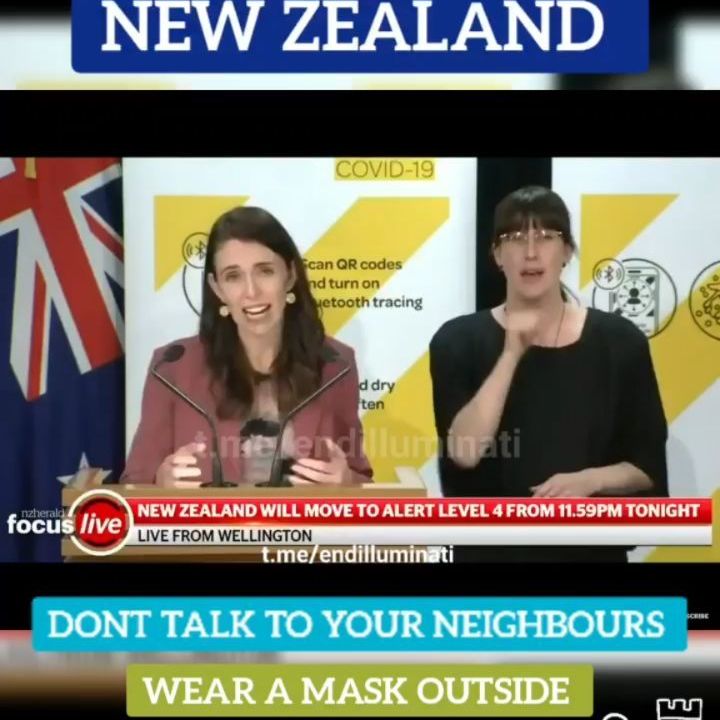 NEW ZEALAND
COVID-19
Scan QR codes
nd turn on
uetooth tracing
d dry
ten
t.me/endilluminati
nzherald
focus live
NEW ZEALAND WILL MOVE TO ALERT LEVEL 4 FROM 11.59PM TONIGHT
LIVE FROM WELLINGTON
t.me/endilluminati
DONT TALK TO YOUR NEIGHBOURS
WEAR A MASK OUTSIDE